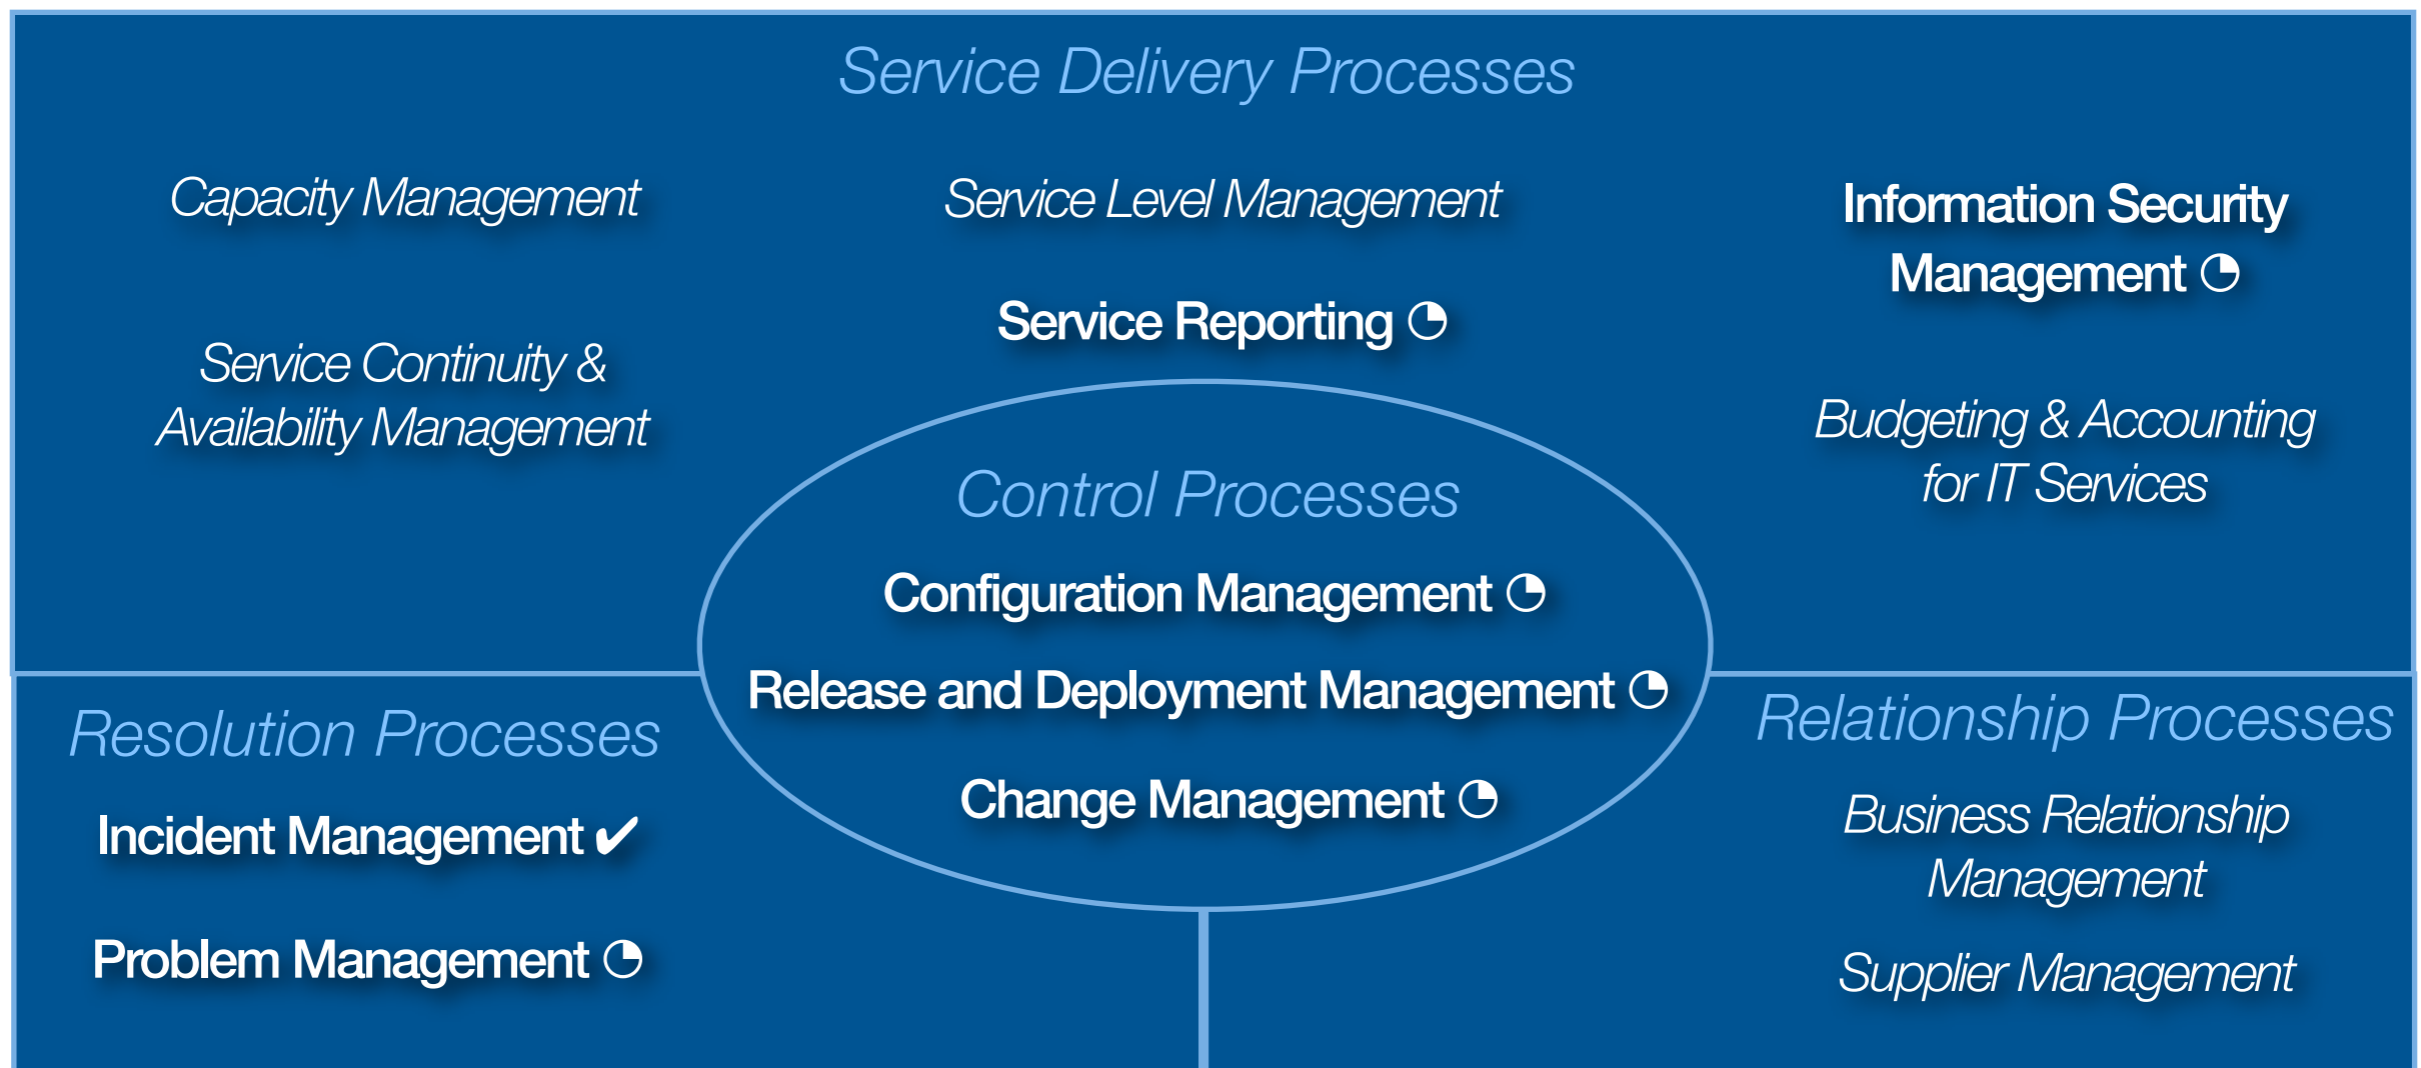 Service Delivery Processes
Capacity Management
Service Continuity &
Availability Management
Service Level Management
Service Reporting ◔
Information Security
Management ◔
Budgeting & Accounting
for IT Services
Control Processes
Configuration Management ◔
Release and Deployment Management ◔
Change Management ◔
Resolution Processes
Incident Management ✔
Problem Management ◔
Relationship Processes
Business Relationship
Management
Supplier Management